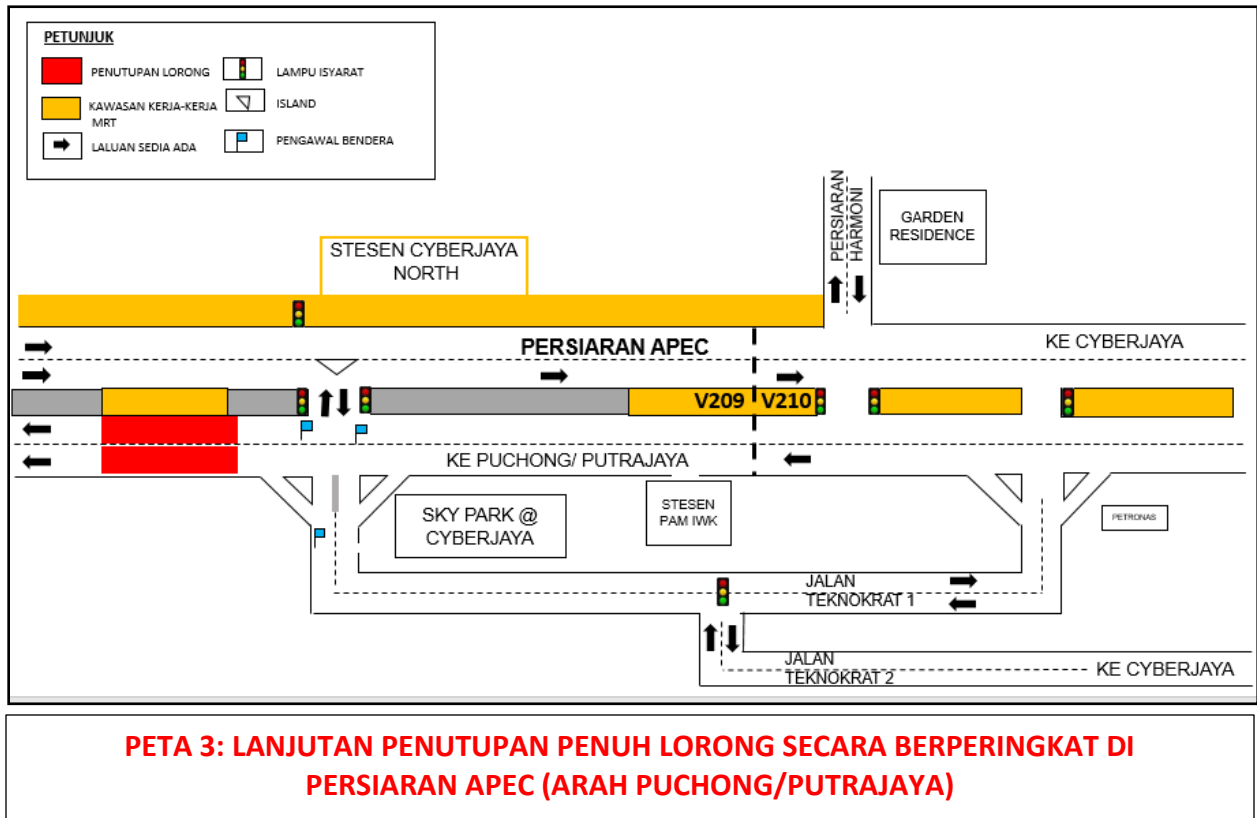 PETUNJUK
PENUTUPAN LORONG
LAMPU ISYARAT
KAWASAN KERJA-KERJA
MRT
ISLAND
LALUAN SEDIA ADA
PENGAWAL BENDERA
PERSIARAN
HARMONI
GARDEN
RESIDENCE
STESEN CYBERJAYA
NORTH
PERSIARAN APEC
KE CYBERJAYA
V209
V210
KE PUCHONG/ PUTRAJAYA
SKY PARK @
CYBERJAYA
STESEN
PAM IWK
PETRONAS
JALAN
TEKNOKRAT 1
JALAN
TEKNOKRAT 2
KE CYBERJAYA
PETA 3: LANJUTAN PENUTUPAN PENUH LORONG SECARA BERPERINGKAT DI
PERSIARAN APEC (ARAH PUCHONG/PUTRAJAYA)